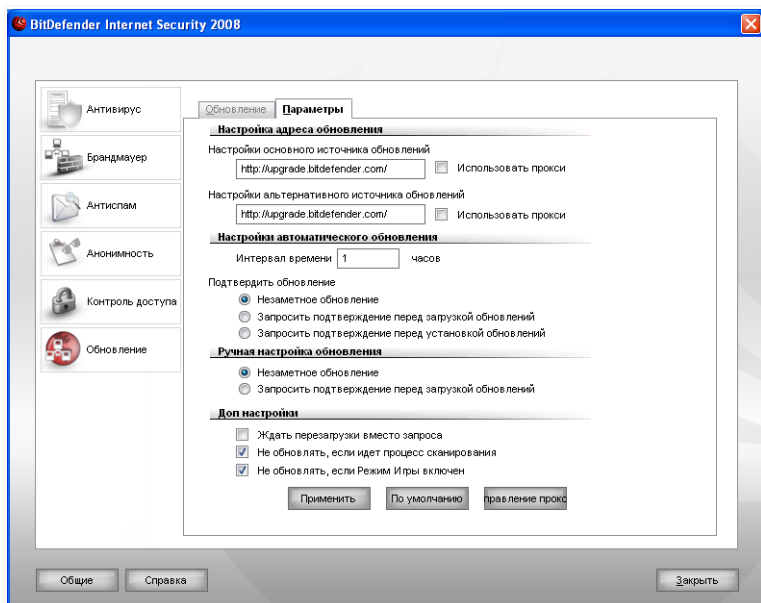 BitDefender Internet Security 2008
Антивирус
Брандмауер
Антиспам
Анонимность
Контроль доступа
Обновление
Обновление Параметры
Настройка адреса обновления
Настройки основного источника обновлений
http://upgrade.bitdefender.com/ Использовать прокси
Настройки альтернативного источника обновлений
http://upgrade.bitdefender.com/ Использовать прокси
Настройки автоматического обновления
Интервал времени 1 часов
Подтвердить обновление
Незаметное обновление
Запросить подтверждение перед загрузкой обновлений
Запросить подтверждение перед установкой обновлений
Ручная настройка обновления
Незаметное обновление
Запросить подтверждение перед загрузкой обновлений
Доп настройки
Ждать перезагрузки вместо запроса
Не обновлять, если идет процесс сканирования
Не обновлять, если Режим Игры включен
Применить По умолчанию правление прокс
Общие Справка Закрыть